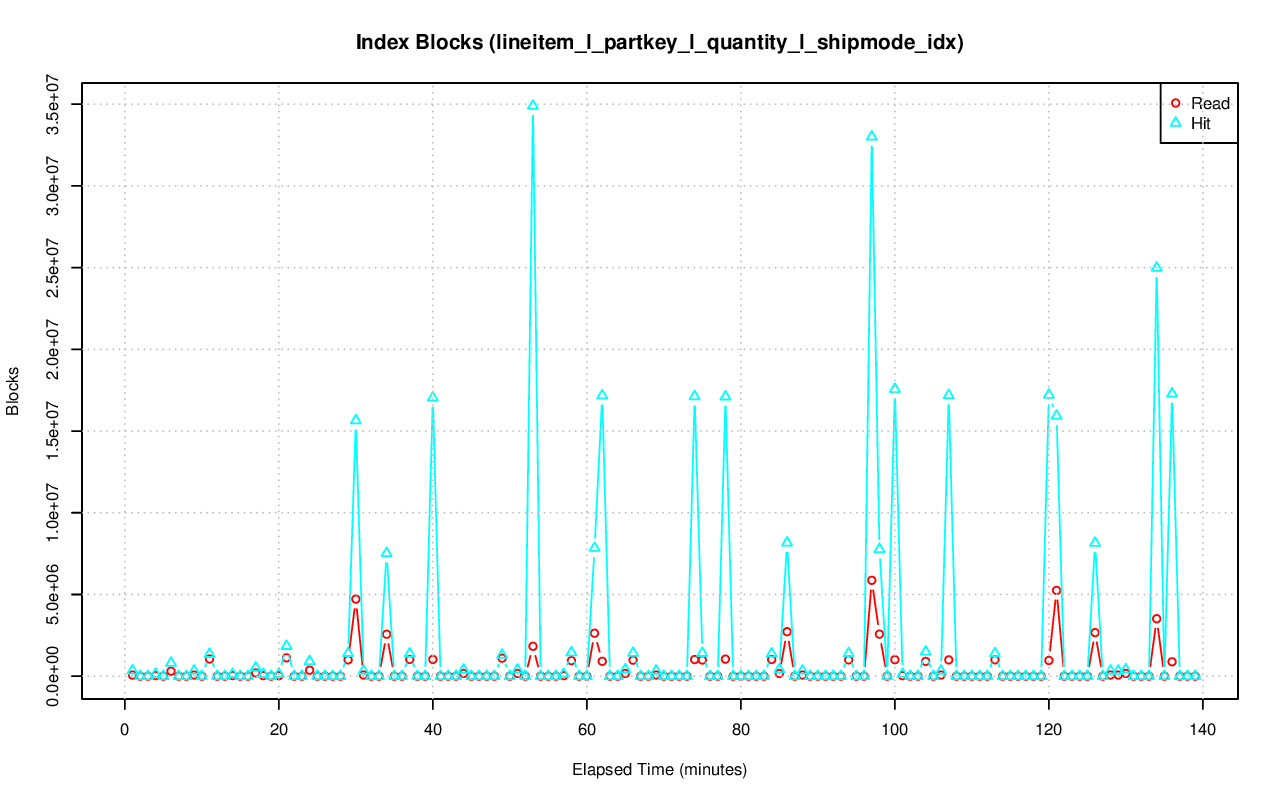 Index Blocks (lineitem_l_partkey_l_quantity_l_shipmode_idx)
Read
Hit
Blocks
3.5e+07
3.0e+07
2.5e+07
2.0e+07
1.5e+07
1.0e+07
5.0e+06
0.0e+00
0 20 40 60 80 100 120 140
Elapsed Time (minutes)